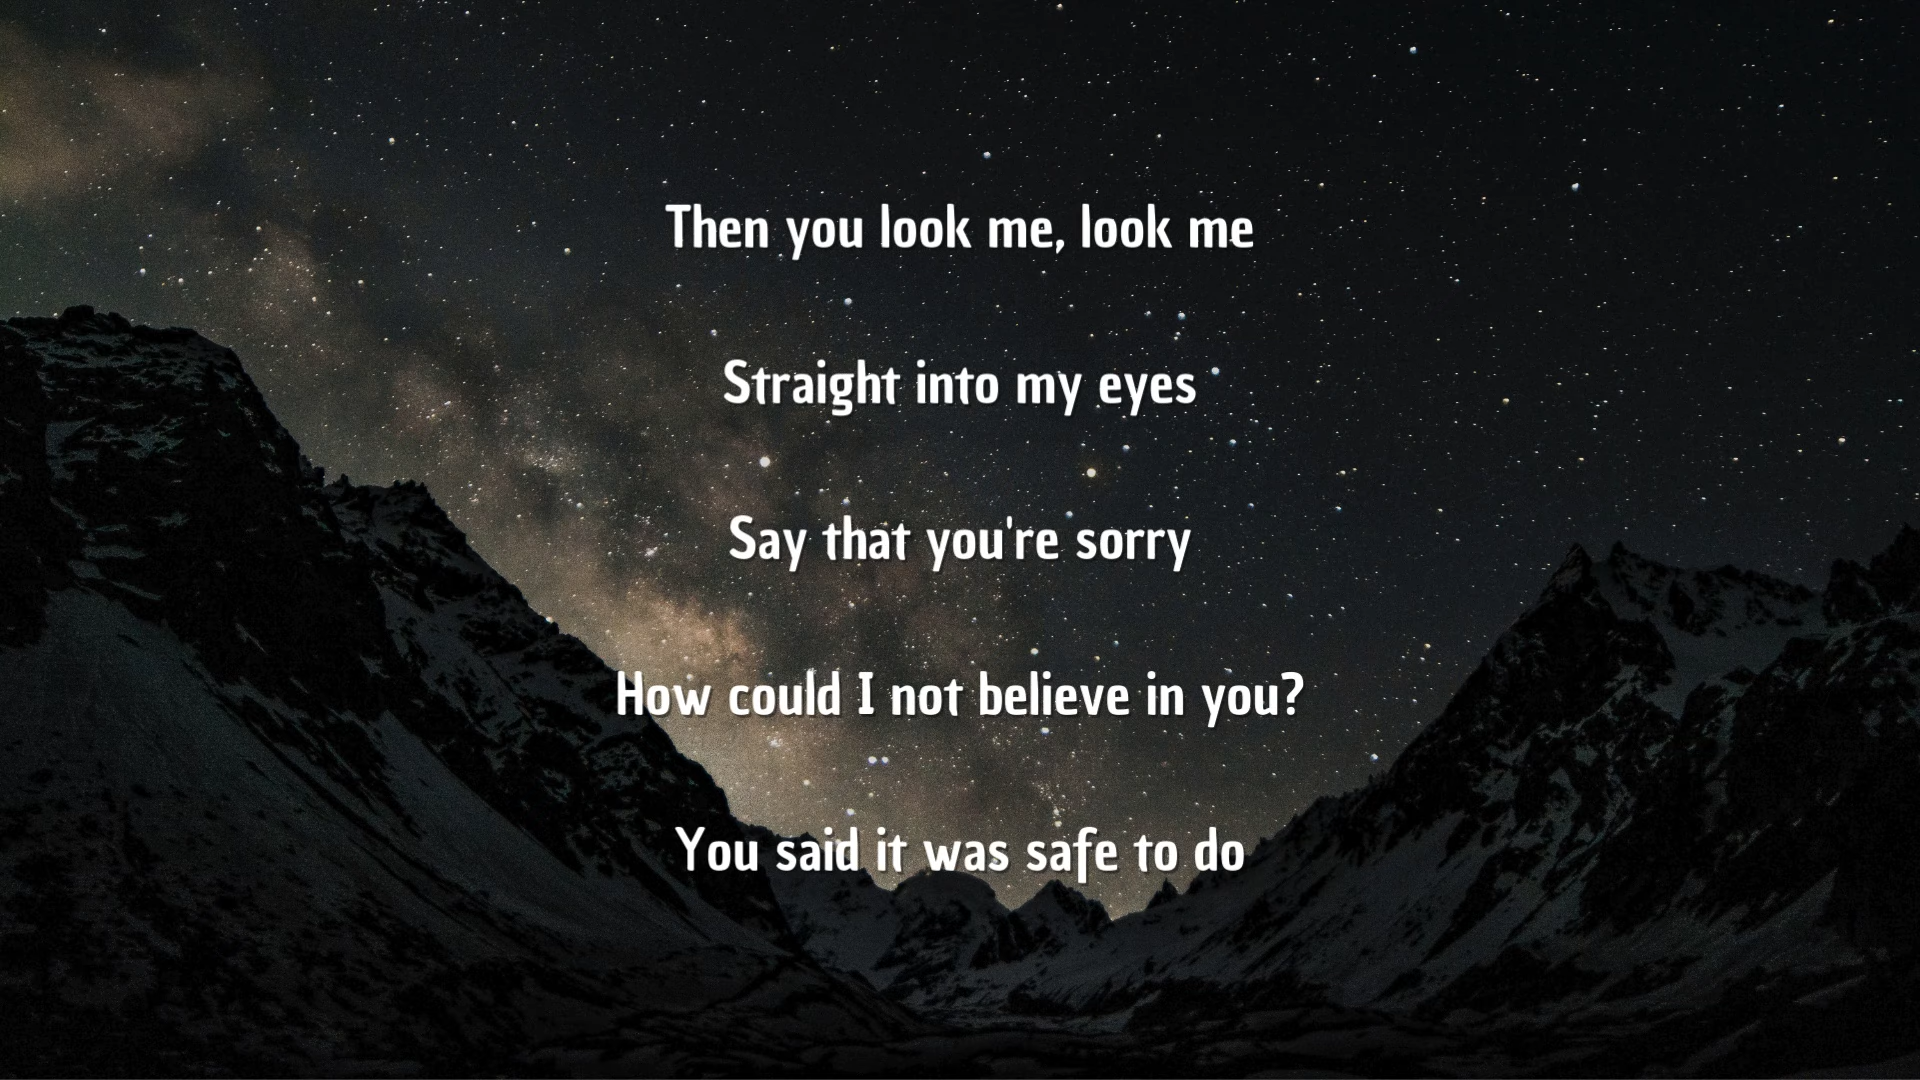 Then you look me, look me
Straight into my eyes
Say that you're sorry
How could I not believe in you?
You said it was safe to do